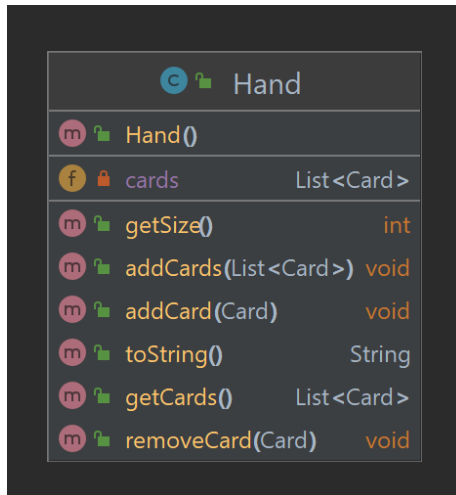 C Hand
m Hand()
f cards List<Card>
m getSize() int
m addCards(List<Card>) void
m addCard(Card) void
m toString() String
m getCards() List<Card>
m removeCard(Card) void